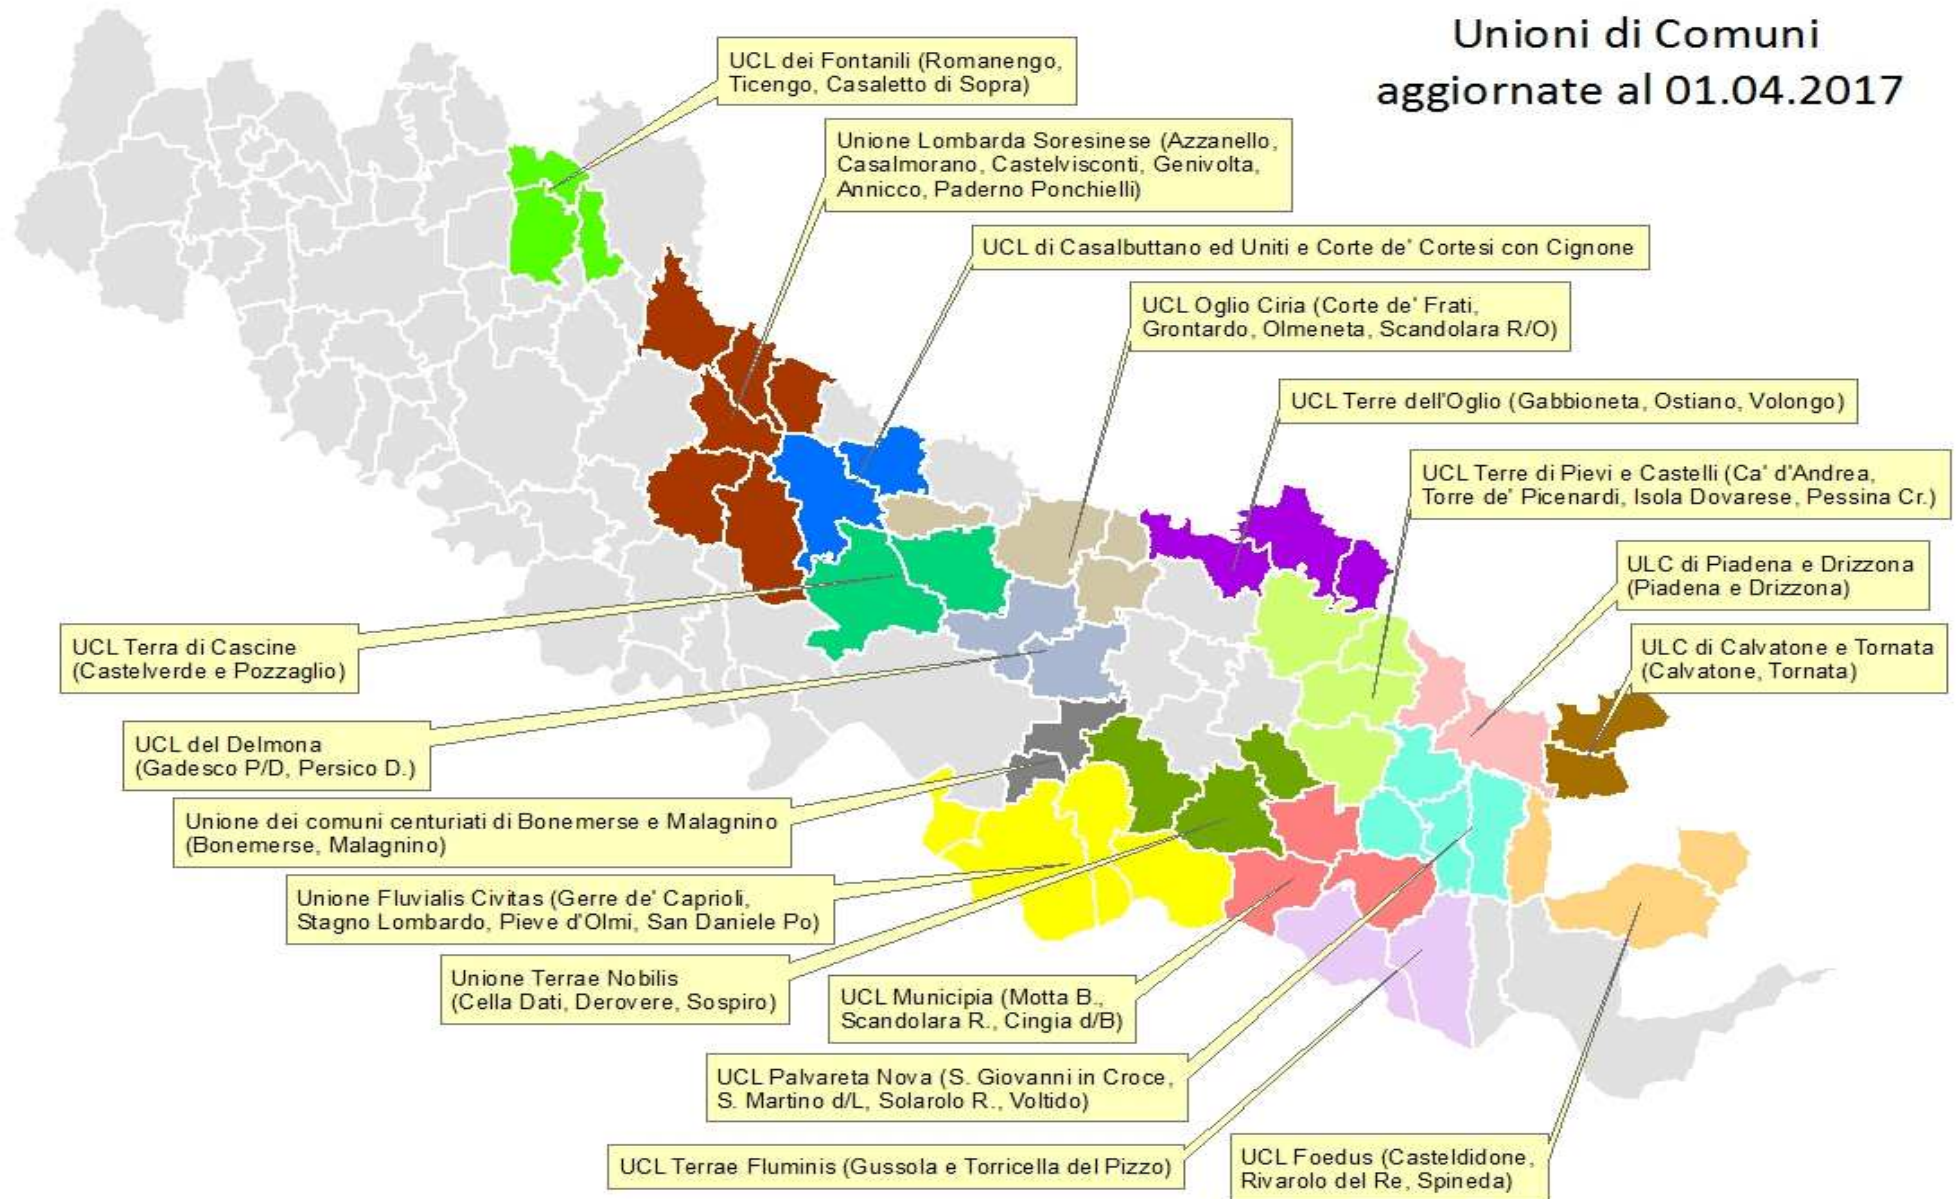 Unioni di Comuni
aggiornate al 01.04.2017
UCL dei Fontanili (Romanengo,
Ticengo, Casaletto di Sopra)
Unione Lombarda Soresinese (Azzanello,
Casalmorano, Castelvisconti, Genivolta,
Annicco, Paderno Ponchielli)
UCL di Casalbuttano ed Uniti e Corte de' Cortesi con Cignone
UCL Oglio Ciria (Corte de' Frati,
Grontardo, Olmeneta, Scandolara R/O)
UCL Terre dell'Oglio (Gabbioneta, Ostiano, Volongo)
UCL Terre di Pievi e Castelli (Ca' d'Andrea,
Torre de' Picenardi, Isola Dovarese, Pessina Cr.)
ULC di Piadena e Drizzona
(Piadena e Drizzona)
ULC di Calvatone e Tornata
(Calvatone, Tornata)
UCL Terra di Cascine
(Castelverde e Pozzaglio)
UCL del Delmona
(Gadesco P/D, Persico D.)
Unione dei comuni centuriati di Bonemerse e Malagnino
(Bonemerse, Malagnino)
Unione Fluvialis Civitas (Gerre de' Caprioli,
Stagno Lombardo, Pieve d'Olmi, San Daniele Po)
Unione Terrae Nobilis
(Cella Dati, Derovere, Sospiro)
UCL Municipia (Motta B.,
Scandolara R., Cingia d/B)
UCL Palvareta Nova (S. Giovanni in Croce,
S. Martino d/L, Solarolo R., Voltido)
UCL Terrae Fluminis (Gussola e Torricella del Pizzo)
UCL Foedus (Casteldidone,
Rivarolo del Re, Spineda)